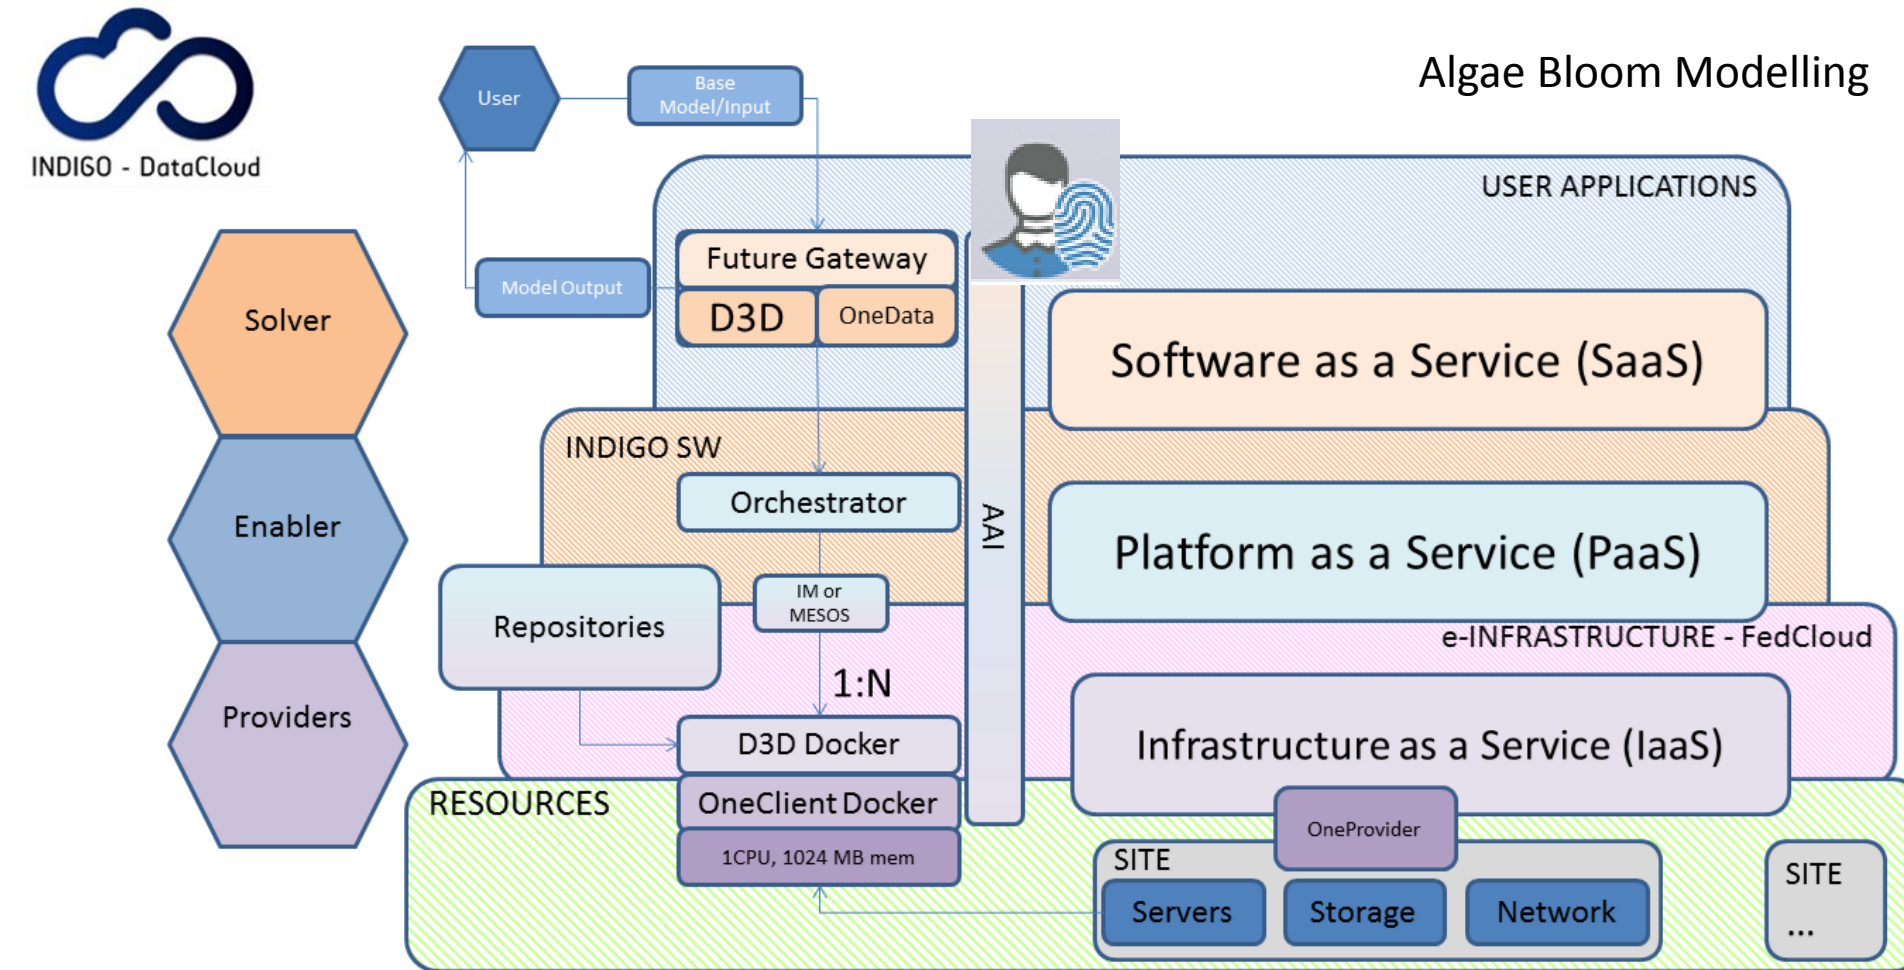 INDIGO - DataCloud
Algae Bloom Modelling
User
Base
Model/Input
USER APPLICATIONS
Future Gateway
Model Output
D3D
OneData
Solver
Software as a Service (SaaS)
INDIGO SW
Orchestrator
Enabler
AAI
Platform as a Service (PaaS)
IM or
MESOS
Repositories
e-INFRASTRUCTURE - FedCloud
1:N
Providers
D3D Docker
Infrastructure as a Service (IaaS)
RESOURCES
OneClient Docker
OneProvider
1CPU, 1024 MB mem
SITE
Servers
Storage
Network
SITE
...